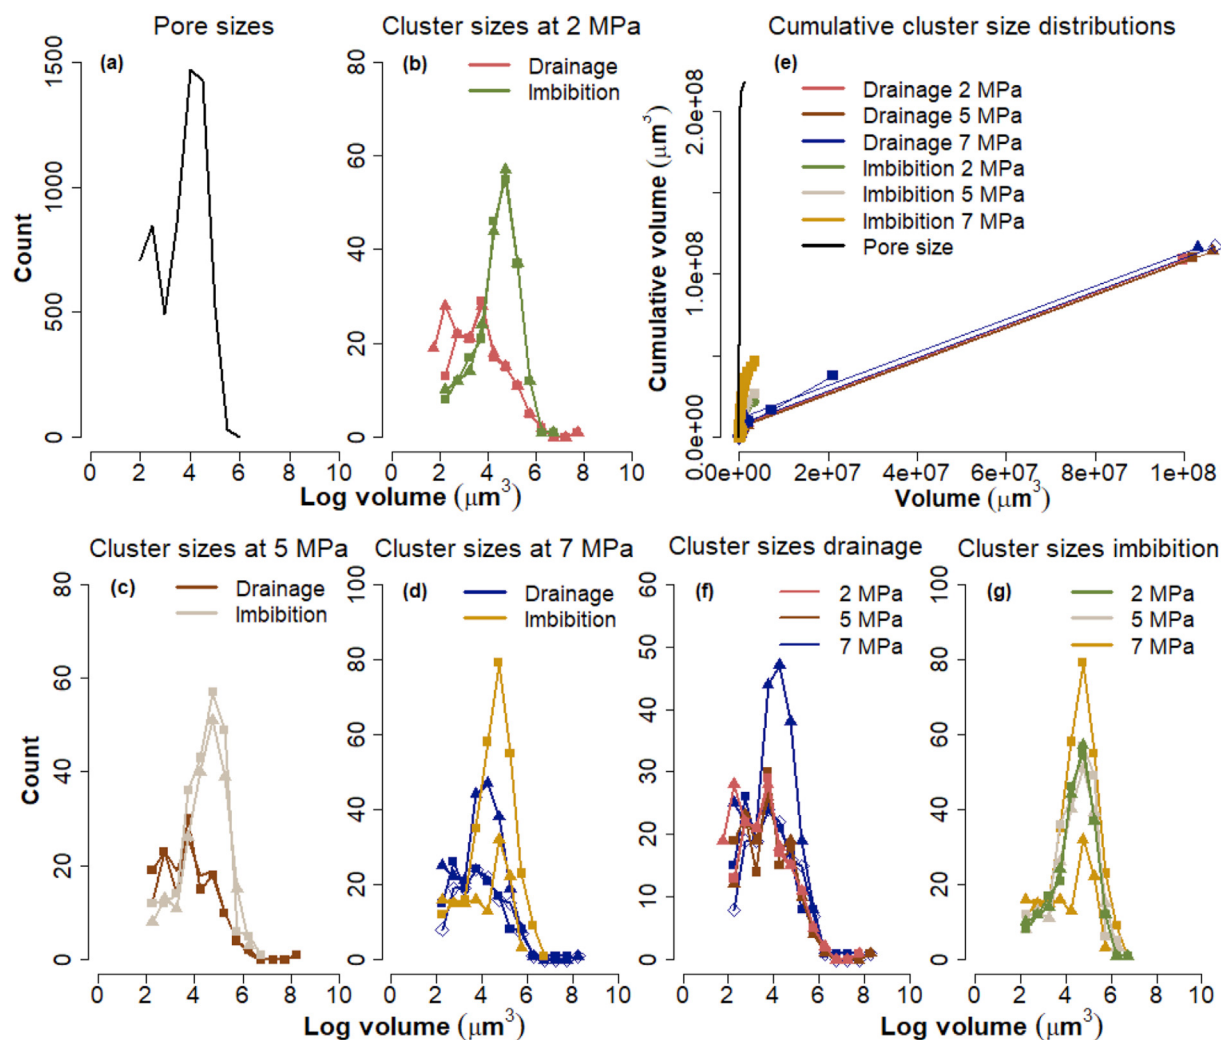 Pore sizes
(a)
1500
1000
500
0
Count
0 2 4 6 8 10
Cluster sizes at 2 MPa
(b)
Drainage
Imbibition
80
60
40
20
0
0 2 4 6 8 10
Log volume (μm³)
Cumulative cluster size distributions
(e)
Drainage 2 MPa
Drainage 5 MPa
Drainage 7 MPa
Imbibition 2 MPa
Imbibition 5 MPa
Imbibition 7 MPa
Pore size
Cumulative volume (μm³)
2.0e+08
1.0e+08
0.0e+00
0.0e+00 2e+07 4e+07 6e+07 8e+07 1e+08
Volume (μm³)
Cluster sizes at 5 MPa
(c)
Drainage
Imbibition
80
60
40
20
0
Count
0 2 4 6 8 10
Cluster sizes at 7 MPa
(d)
Drainage
Imbibition
100
80
60
40
20
0
0 2 4 6 8 10
Log volume (μm³)
Cluster sizes drainage
(f)
2 MPa
5 MPa
7 MPa
60
50
40
30
20
10
0
0 2 4 6 8 10
Cluster sizes imbibition
(g)
2 MPa
5 MPa
7 MPa
100
80
60
40
20
0
0 2 4 6 8 10
Log volume (μm³)